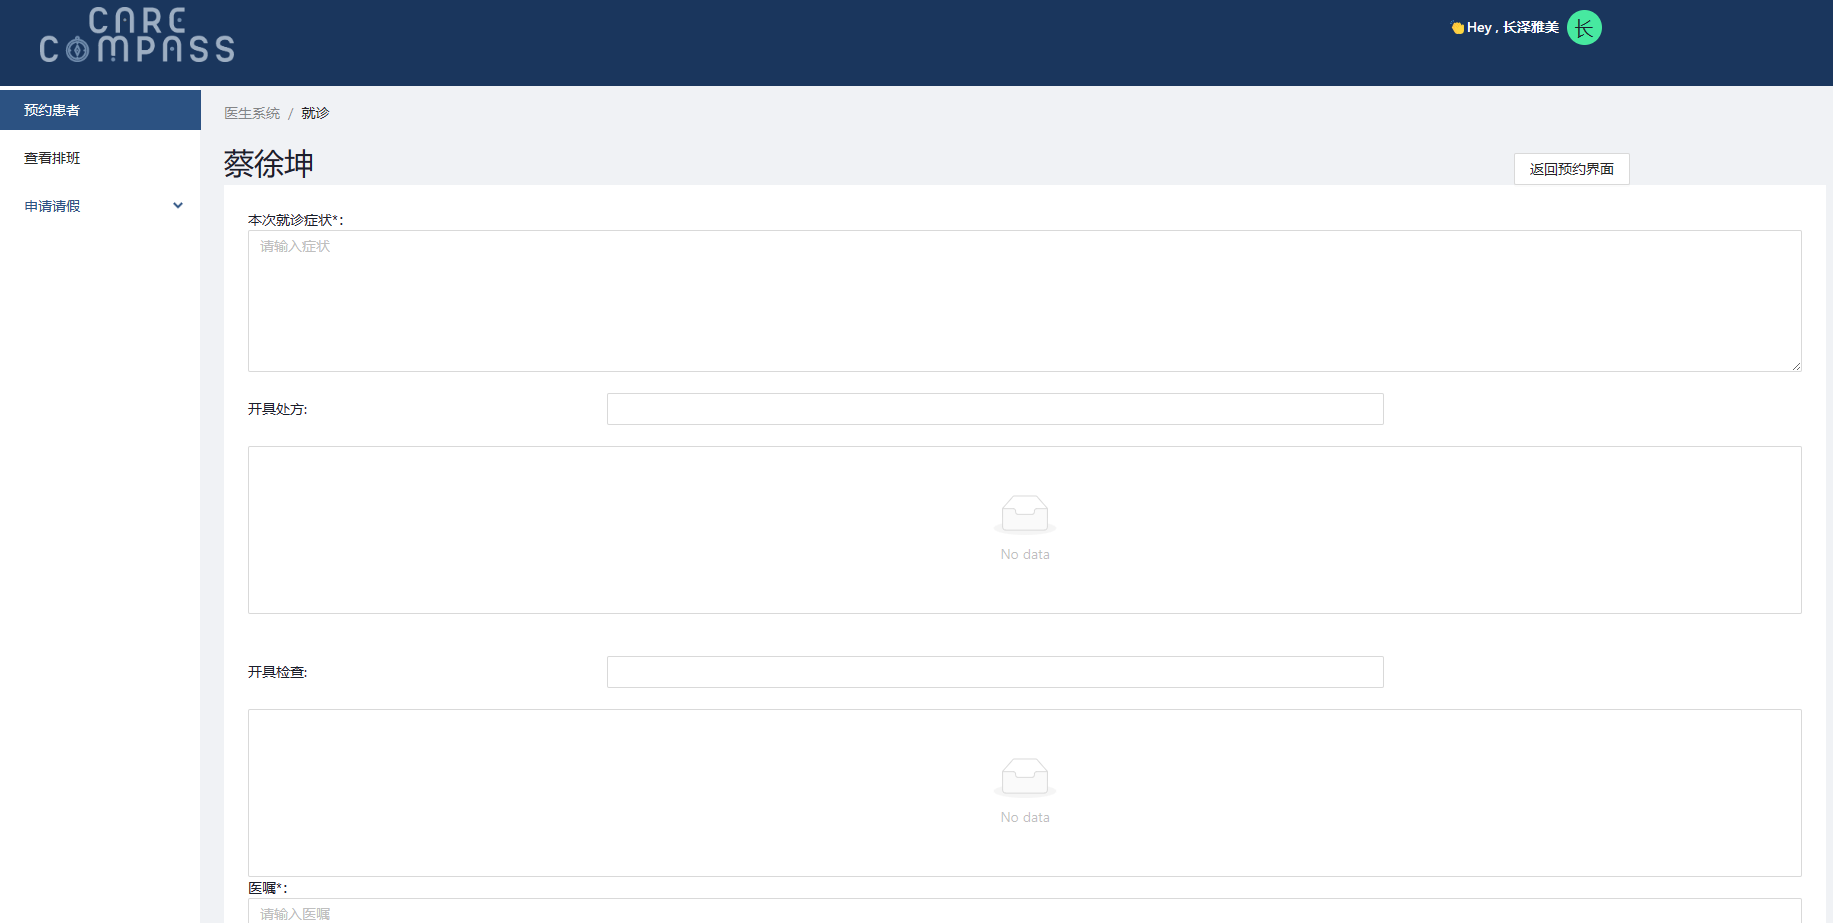 CARE
COMPASS
👋Hey , 长泽雅美 长
预约患者
查看排班
申请请假
医生系统 / 就诊
蔡徐坤
返回预约界面
本次就诊症状*：
请输入症状
开具处方:
No data
开具检查:
No data
医嘱*：
请输入医嘱